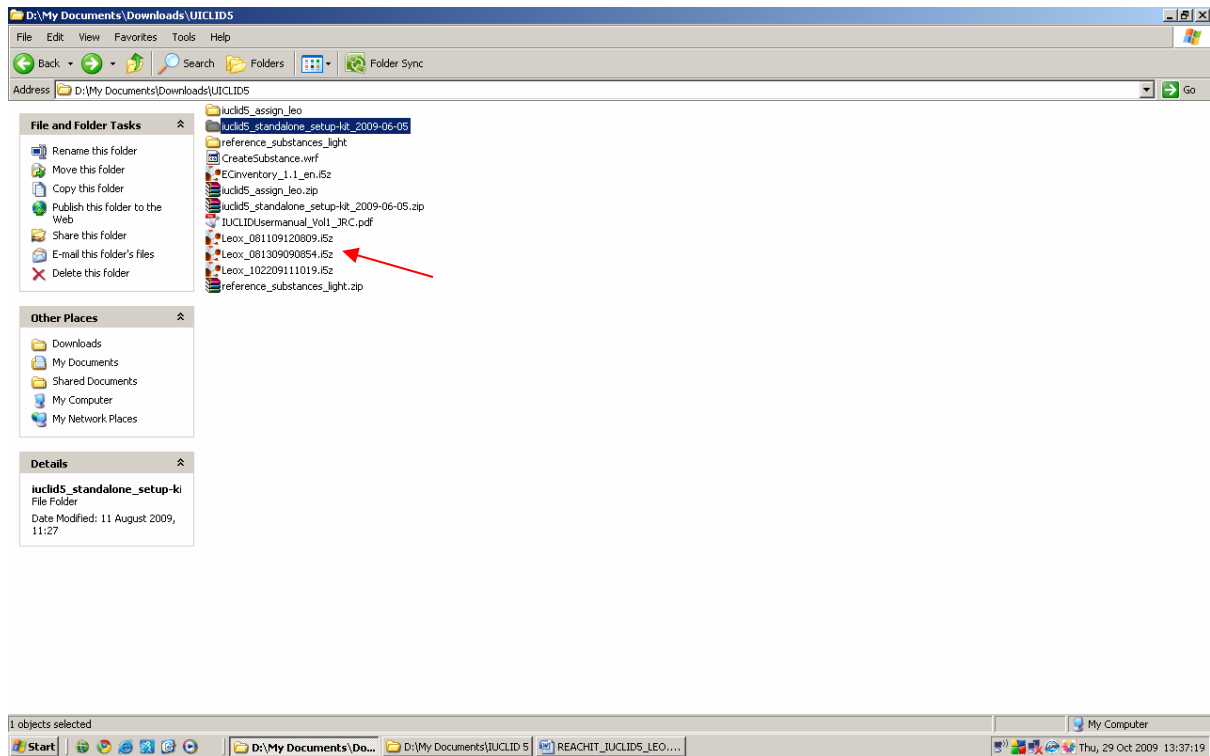 D:\My Documents\Downloads\UICLID5
File Edit View Favorites Tools Help
Back Search Folders Folder Sync
Address D:\My Documents\Downloads\UICLID5 Go
File and Folder Tasks
Rename this folder
Move this folder
Copy this folder
Publish this folder to the
Web
Share this folder
E-mail this folder's files
Delete this folder
Other Places
Downloads
My Documents
Shared Documents
My Computer
My Network Places
Details
iuclid5_standalone_setup-ki
File Folder
Date Modified: 11 August 2009,
11:27
iuclid5_assign_leo
iuclid5_standalone_setup-kit_2009-06-05
reference_substances_light
CreateSubstance.wrf
ECinventory_1.1_en.i5z
iuclid5_assign_leo.zip
iuclid5_standalone_setup-kit_2009-06-05.zip
IUCLIDUsermanual_Vol1_JRC.pdf
Leox_081109120809.i5z
Leox_081309090854.i5z
Leox_102209111019.i5z
reference_substances_light.zip
1 objects selected My Computer
Start D:\My Documents\Do... D:\My Documents\IUCLID 5 REACHIT_IUCLID5_LEO.... Thu, 29 Oct 2009 13:37:19